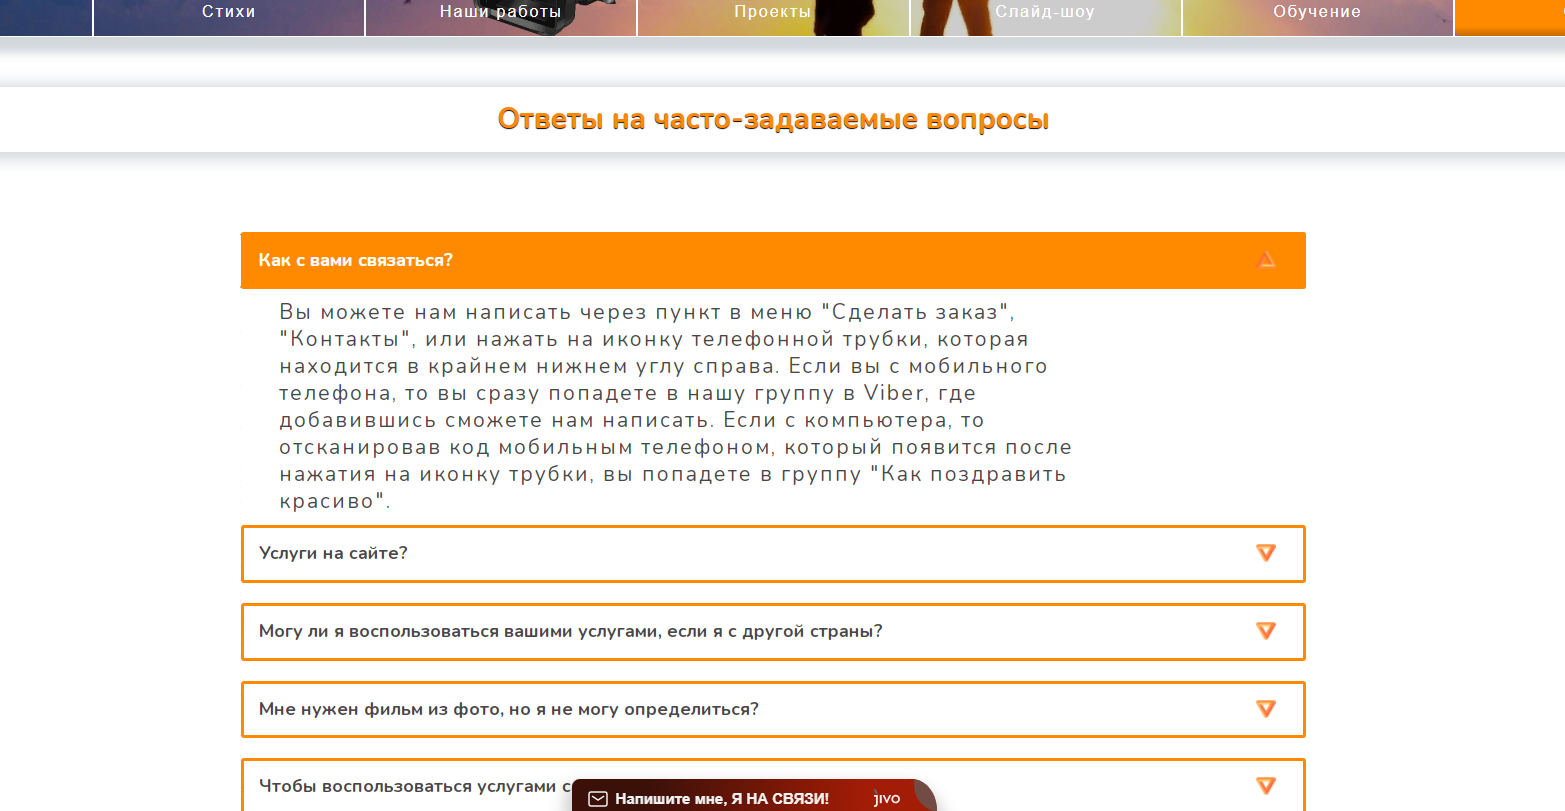 Стихи
Наши работы
Проекты
Слайд-шоу
Обучение
Ответы на часто-задаваемые вопросы
Как с вами связаться?
Вы можете нам написать через пункт в меню "Сделать заказ",
"Контакты", или нажать на иконку телефонной трубки, которая
находится в крайнем нижнем углу справа. Если вы с мобильного
телефона, то вы сразу попадете в нашу группу в Viber, где
добавившись сможете нам написать. Если с компьютера, то
отсканировав код мобильным телефоном, который появится после
нажатия на иконку трубки, вы попадете в группу "Как поздравить
красиво".
Услуги на сайте?
Могу ли я воспользоваться вашими услугами, если я с другой страны?
Мне нужен фильм из фото, но я не могу определиться?
Чтобы воспользоваться услугами
Напишите мне, Я НА СВЯЗИ!
jivo